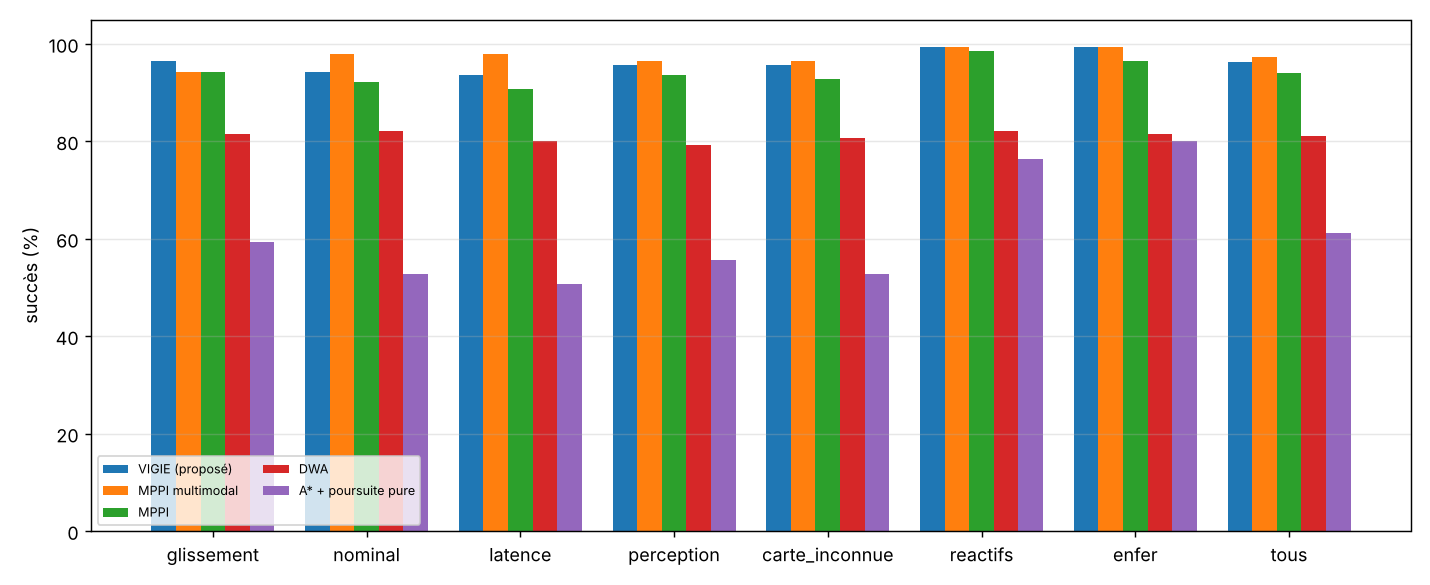 100
80
60
40
20
0
succès (%)
VIGIE (proposé)
MPPI multimodal
MPPI
DWA
A* + poursuite pure
glissement
nominal
latence
perception
carte_inconnue
reactifs
enfer
tous